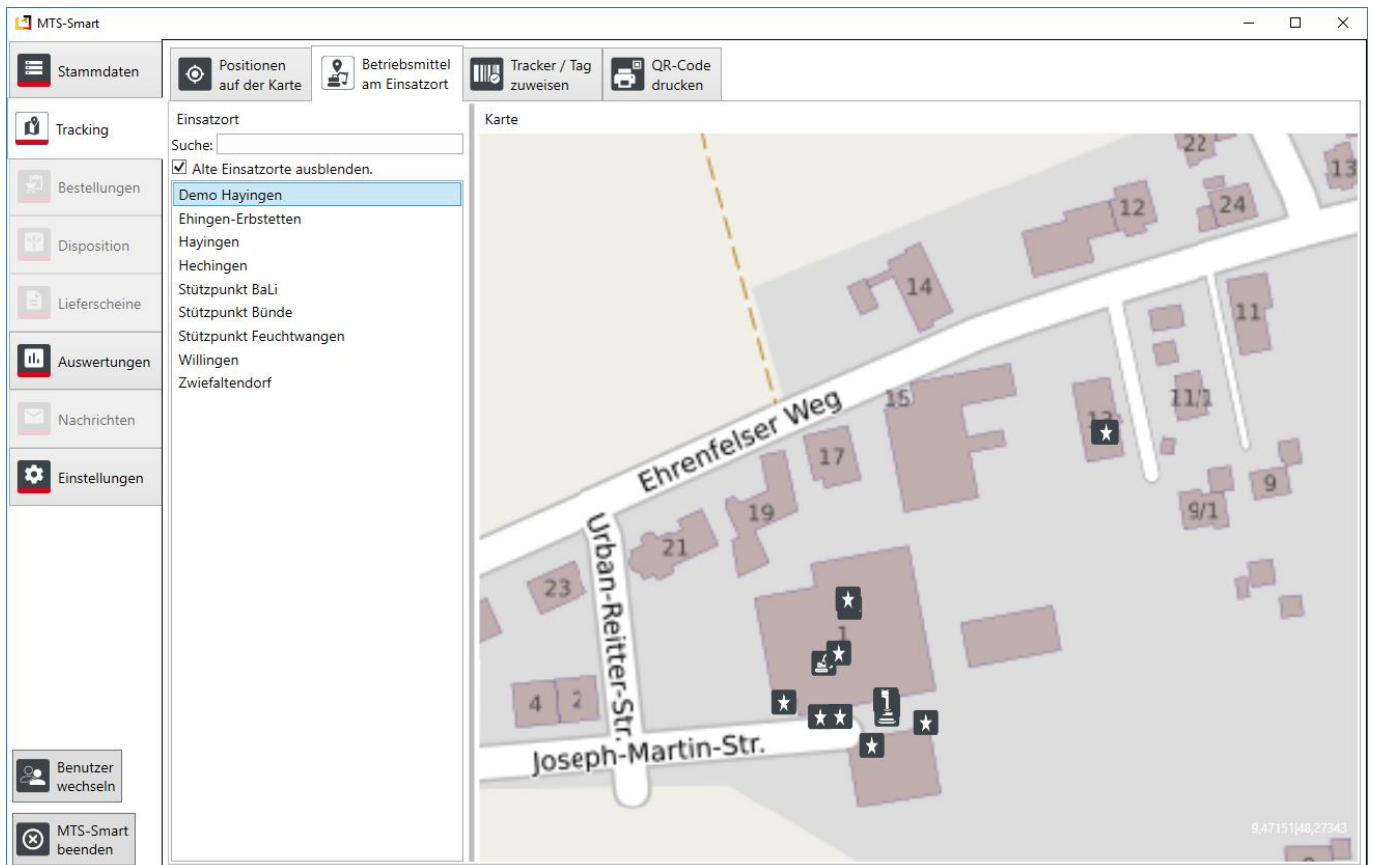 MTS-Smart
Stammdaten
Tracking
Bestellungen
Disposition
Lieferscheine
Auswertungen
Nachrichten
Einstellungen
Benutzer
wechseln
MTS-Smart
beenden
Positionen
auf der Karte
Betriebsmittel
am Einsatzort
Tracker / Tag
zuweisen
QR-Code
drucken
Einsatzort
Suche:
Alte Einsatzorte ausblenden.
Demo Hayingen
Ehingen-Erbstetten
Hayingen
Hechingen
Stützpunkt BaLi
Stützpunkt Bünde
Stützpunkt Feuchtwangen
Willingen
Zwiefaltendorf
Karte
22
13
12
24
14
11
15
11/1
Ehrenfelser Weg
17
9
19
9/1
21
Urban-Reitter-Str.
23
1
4
2
Joseph-Martin-Str.
9,47151|48,27343